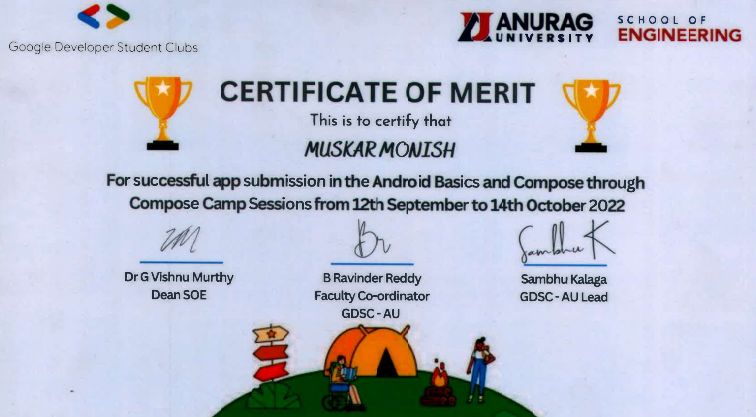 Google Developer Student Clubs
ANURAG
UNIVERSITY
SCHOOL OF
ENGINEERING
CERTIFICATE OF MERIT
This is to certify that
MUSKAR MONISH
For successful app submission in the Android Basics and Compose through
Compose Camp Sessions from 12th September to 14th October 2022
Sambhu K
Dr G Vishnu Murthy
Dean SOE
B Ravinder Reddy
Faculty Co-ordinator
GDSC - AU
Sambhu Kalaga
GDSC - AU Lead